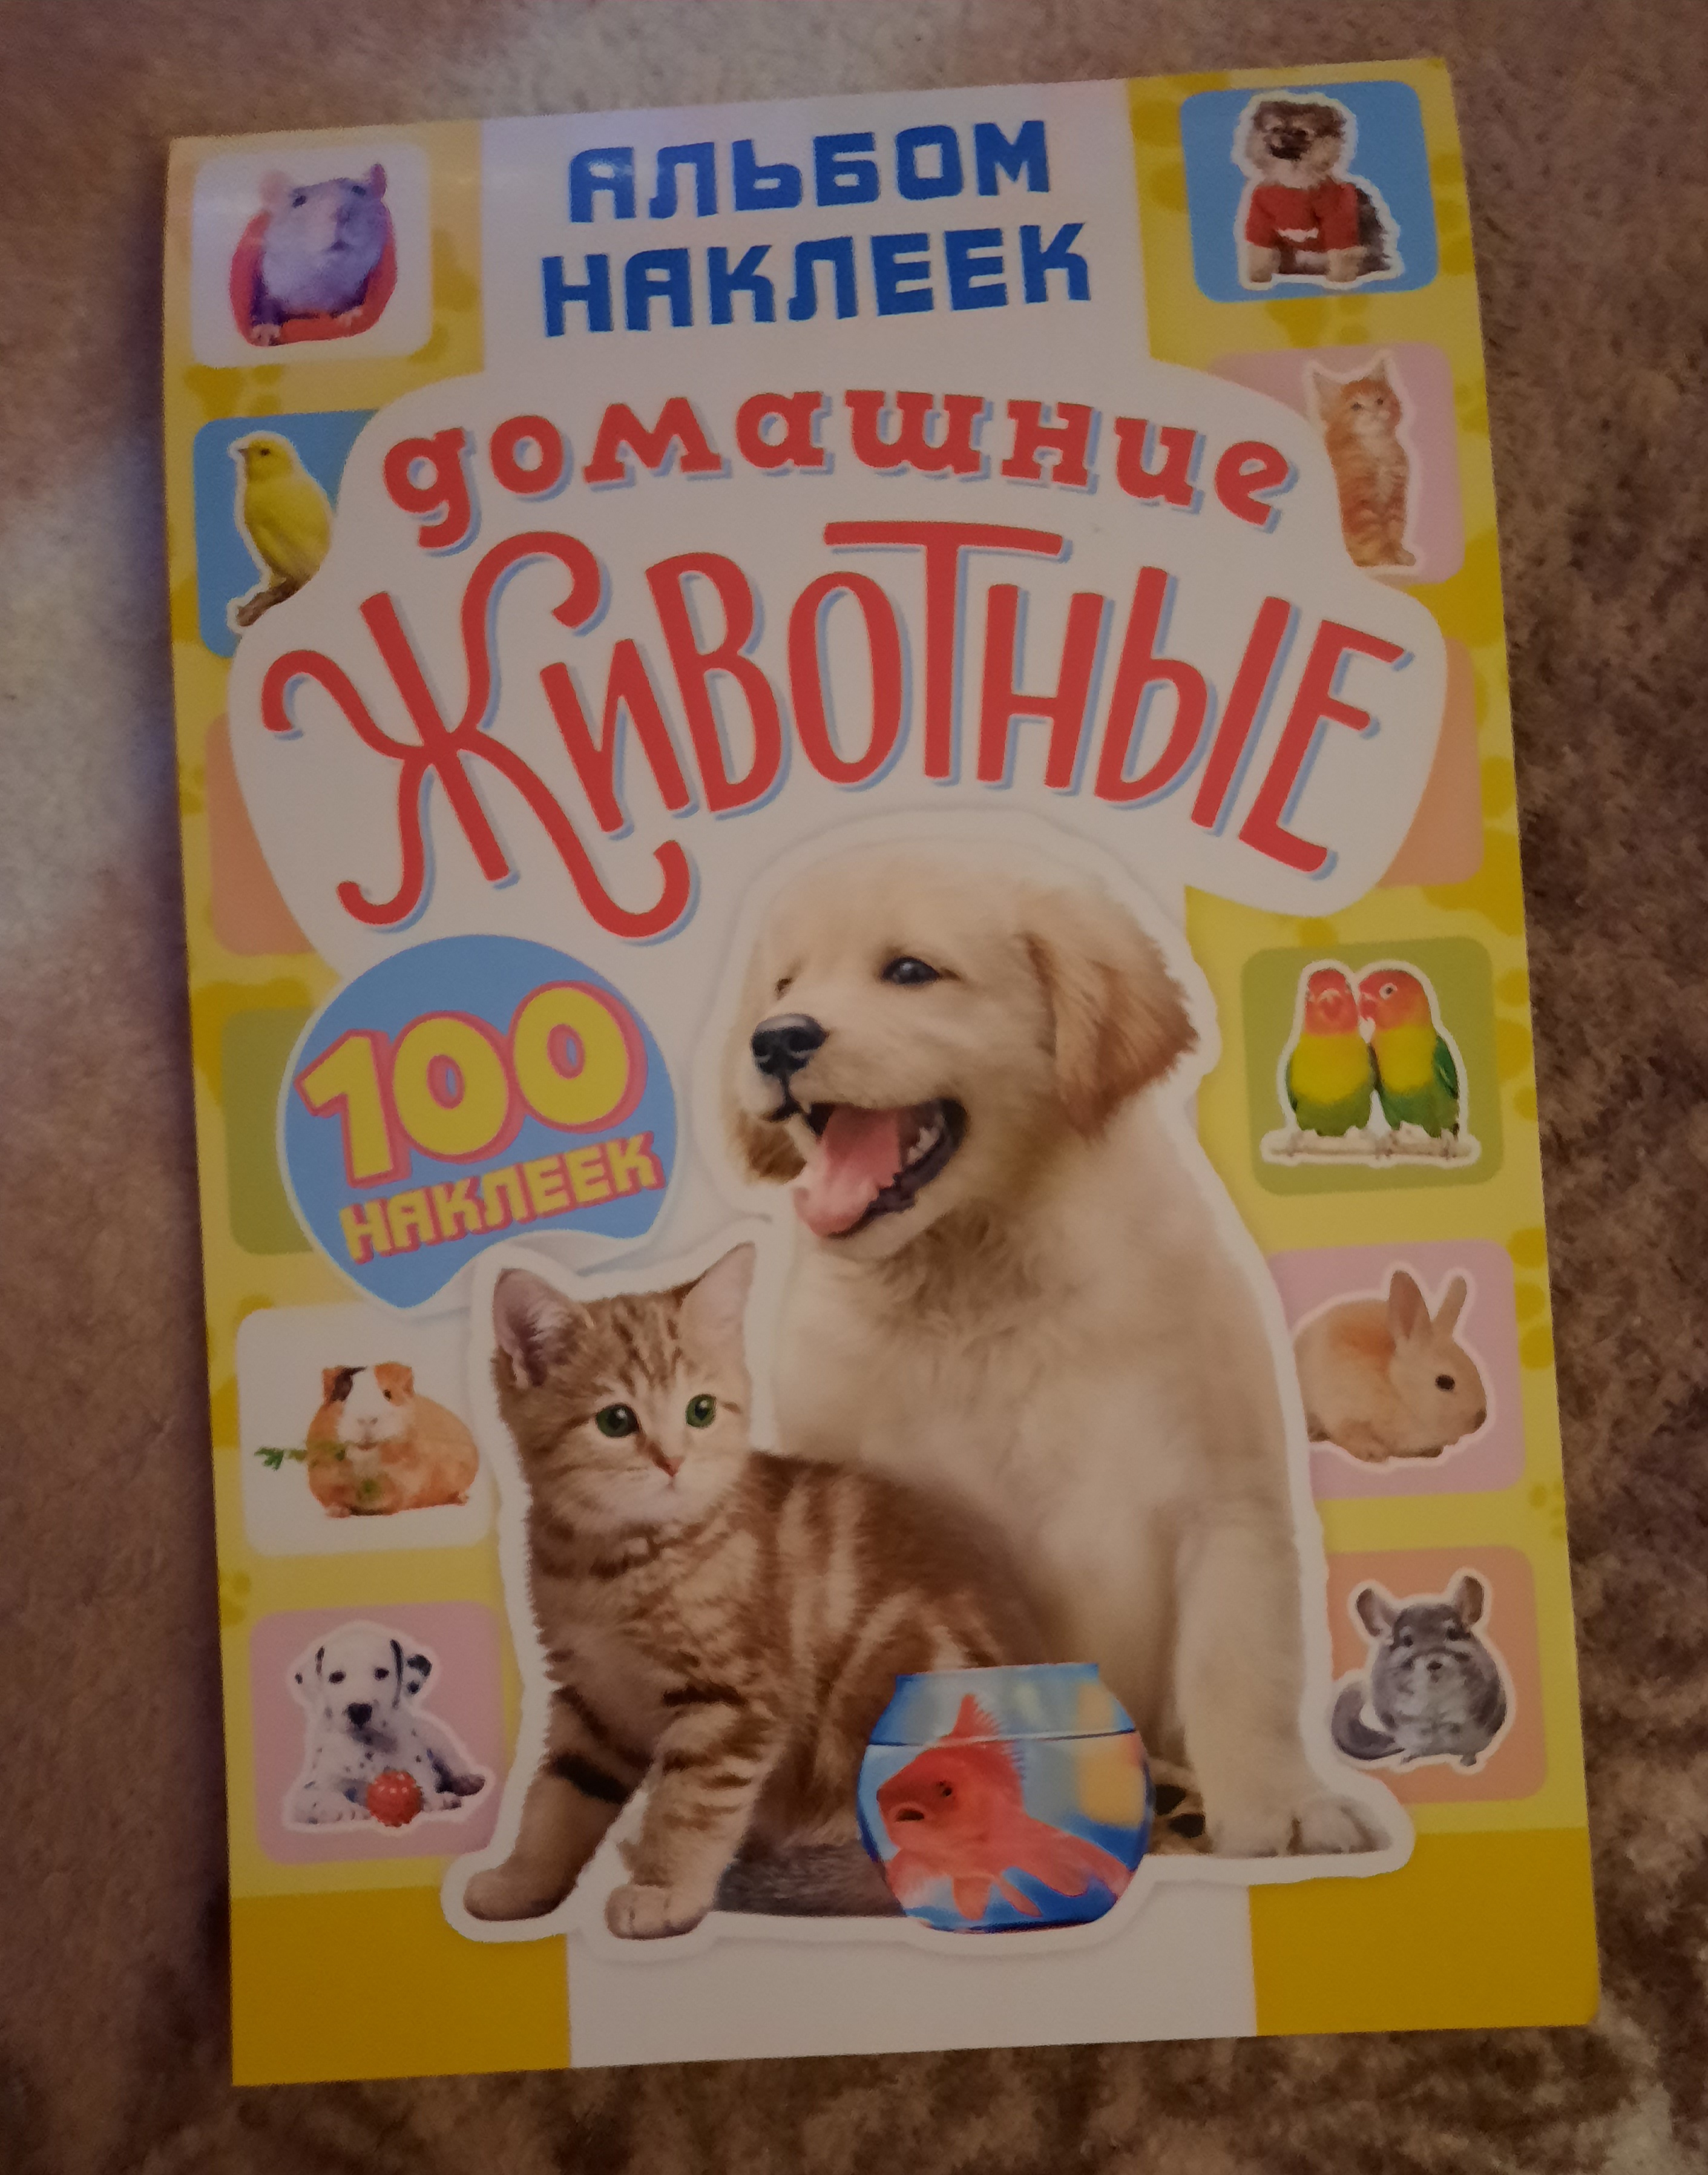 АЛЬБОМ
НАКЛЕЕК
домашние
ЖИВОТНЫЕ
100
НАКЛЕЕК